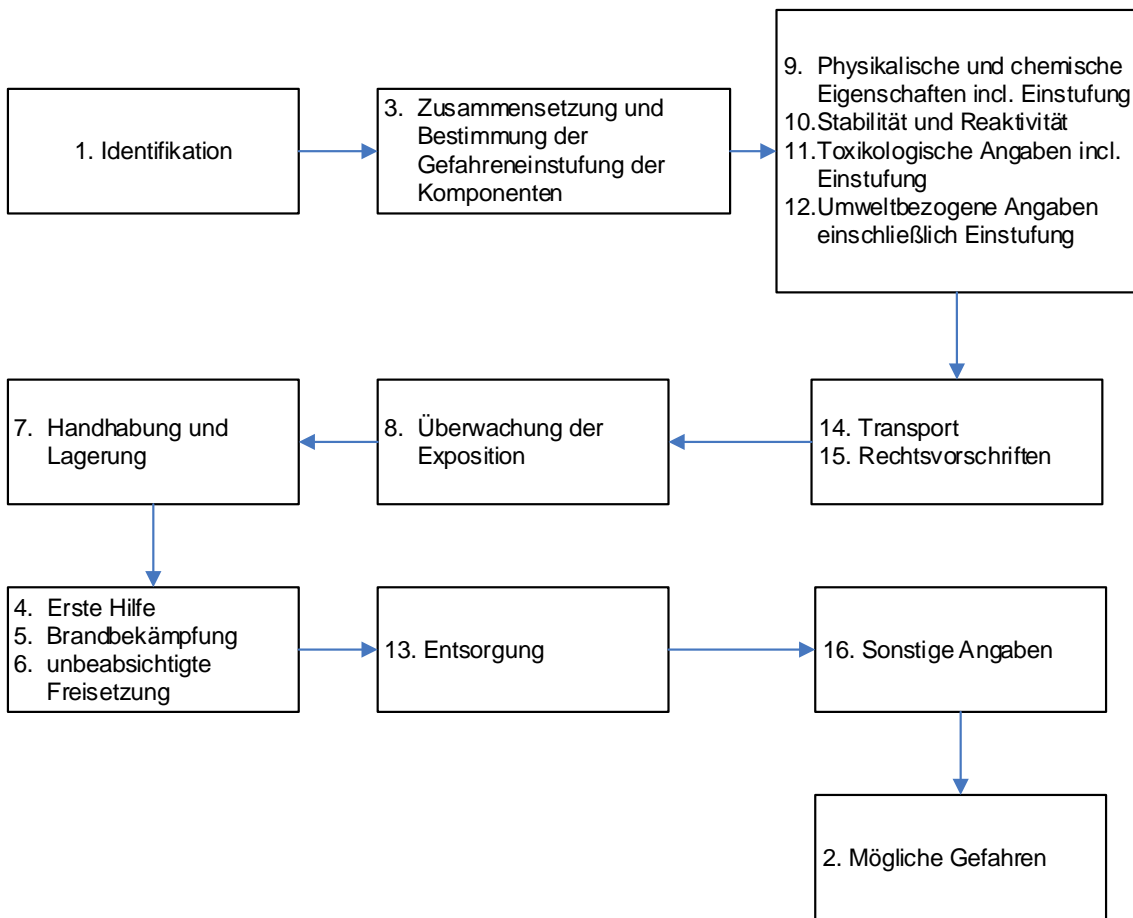 1. Identifikation
3. Zusammensetzung und
Bestimmung der
Gefahreneinstufung der
Komponenten
9. Physikalische und chemische
Eigenschaften incl. Einstufung
10.Stabilität und Reaktivität
11.Toxikologische Angaben incl.
Einstufung
12.Umweltbezogene Angaben
einschließlich Einstufung
14. Transport
15. Rechtsvorschriften
8. Überwachung der
Exposition
7. Handhabung und
Lagerung
4. Erste Hilfe
5. Brandbekämpfung
6. unbeabsichtigte
Freisetzung
13. Entsorgung
16. Sonstige Angaben
2. Mögliche Gefahren